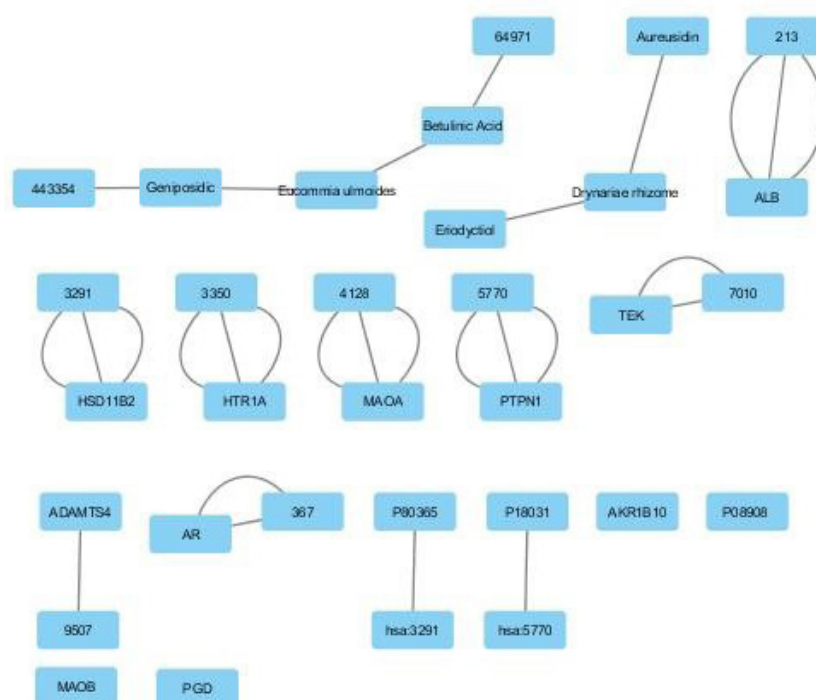 64971
Aureusidin
213
Betulinic Acid
443354
Geniposidic
Eucommia ulmoides
Drynariae rhizome
ALB
Eriodyctiol
3291
3350
4128
5770
7010
TEK
HSD11B2
HTR1A
MAOA
PTPN1
ADAMTS4
AR
367
P80365
P18031
AKR1B10
P08908
9507
hsa:3291
hsa:5770
MAOB
PGD